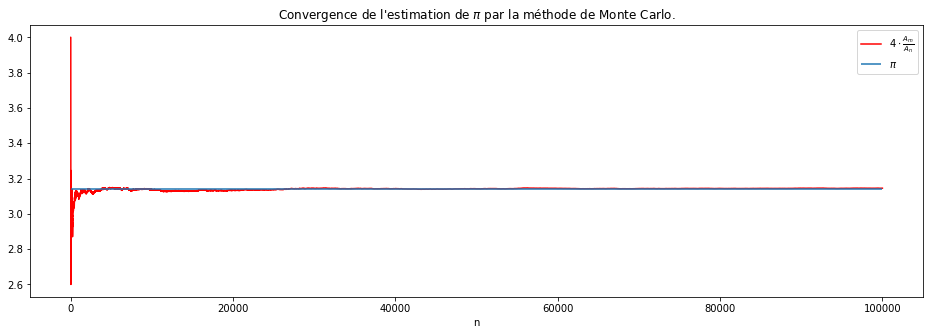 Convergence de l'estimation de π par la méthode de Monte Carlo.
4.0
3.8
3.6
3.4
3.2
3.0
2.8
2.6
4 · A_m/A_n
π
0 20000 40000 60000 80000 100000
n